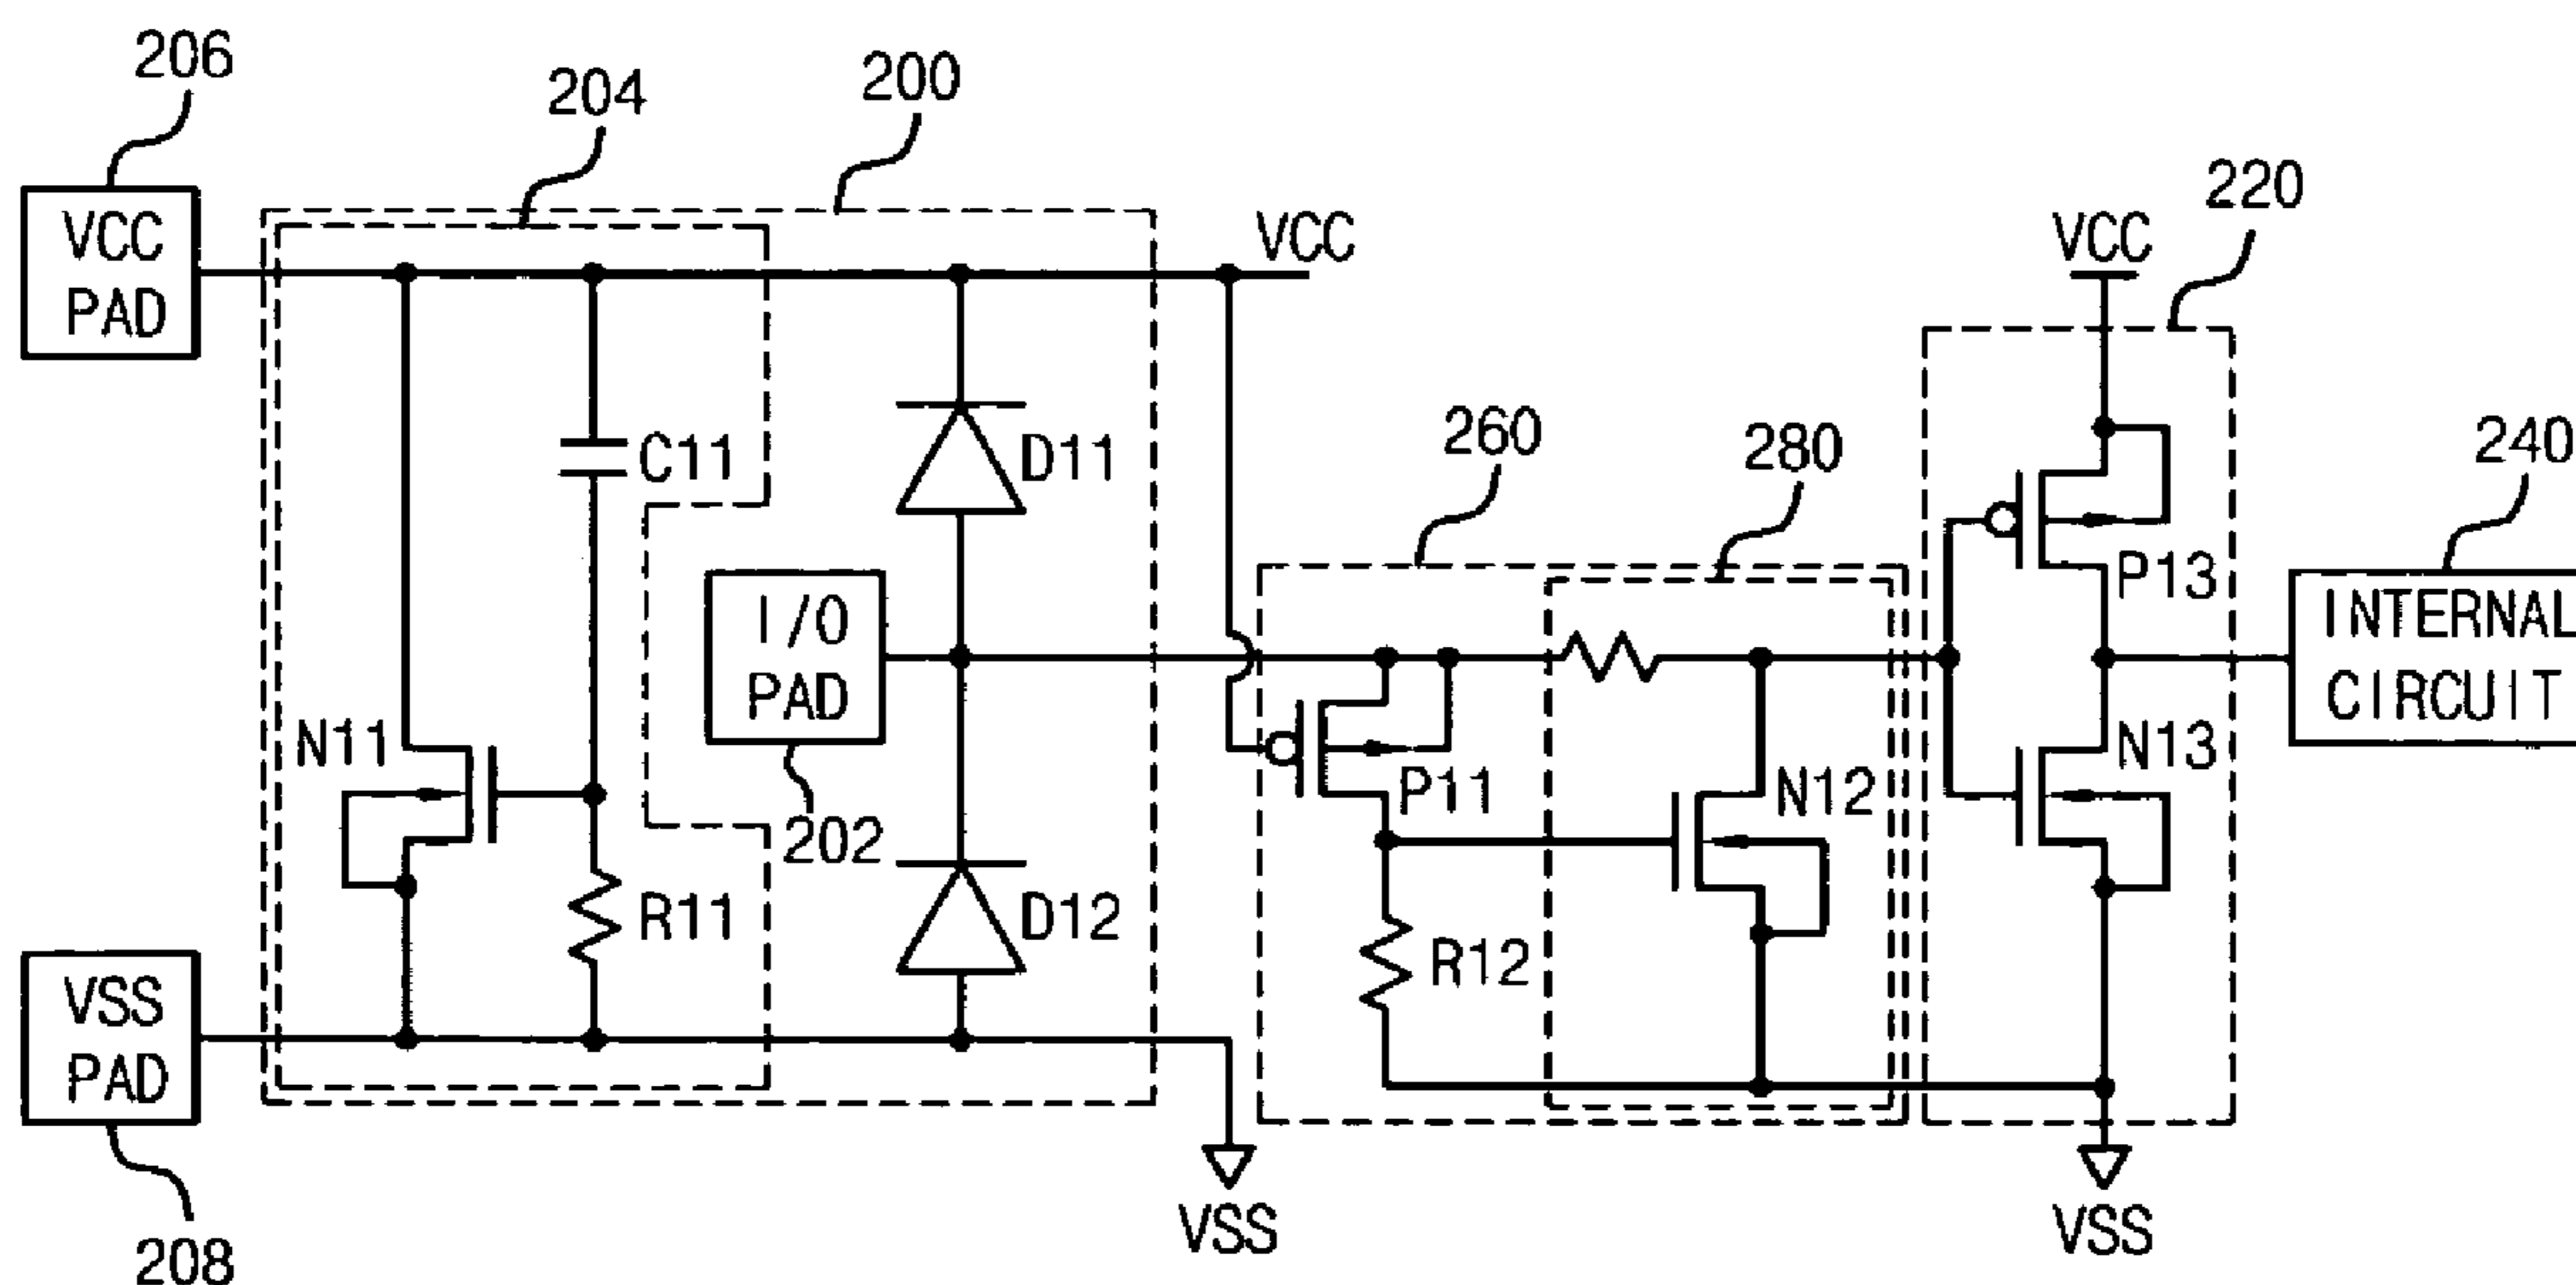 206
204
200
220
VCC
PAD
VCC
VCC
260
280
240
C11
D11
P13
I/O
PAD
INTERNAL
CIRCUIT
N11
P11
N12
N13
202
R11
D12
R12
VSS
PAD
VSS
VSS
208